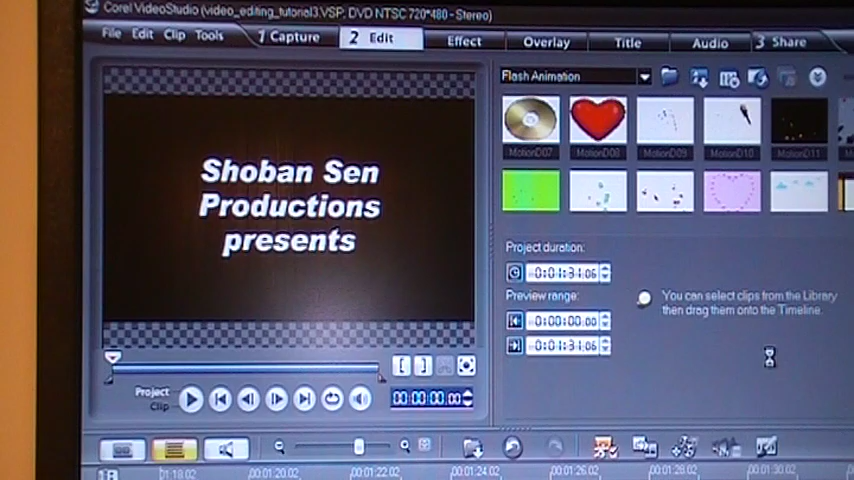 Corel VideoStudio (video_editing_tutorial3.VSP, DVD NTSC 720*480 - Stereo)
File Edit Clip Tools 1 Capture 2 Edit Effect Overlay Title Audio 3 Share
Flash Animation
MotionD07 MotionD08 MotionD09 MotionD10 MotionD11
Shoban Sen
Productions
presents
Project duration:
0:01:31:06
Preview range:
0:00:00:00
0:01:31:06
You can select clips from the Library
then drag them onto the Timeline.
Project
Clip
00:00:00:00
01:18.02 00:01:20.02 00:01:22.02 00:01:24.02 00:01:26.02 00:01:28.02 00:01:30.02